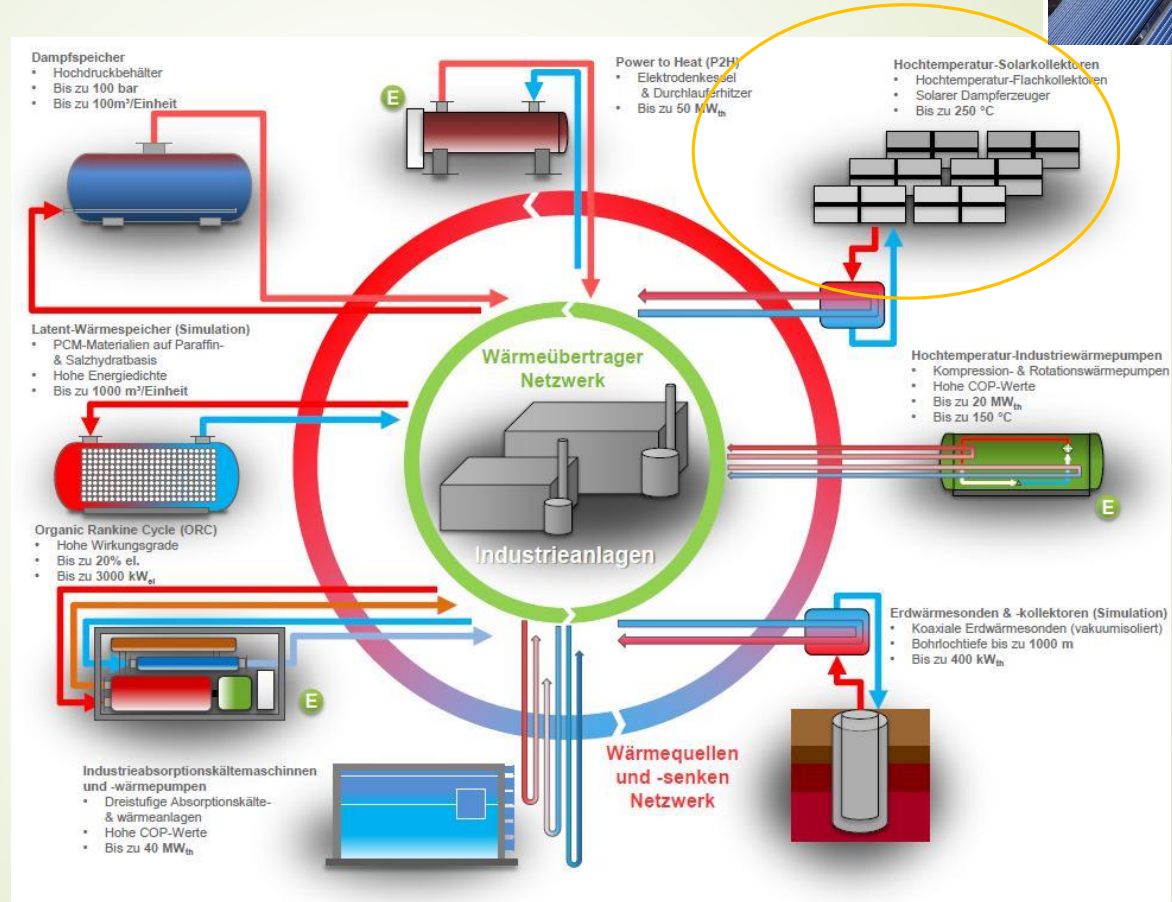 Dampfspeicher
• Hochdruckbehälter
• Bis zu 100 bar
• Bis zu 100m³/Einheit
E
Power to Heat (P2H)
• Elektrodenkessel
& Durchlauferhitzer
• Bis zu 50 MWth
Hochtemperatur-Solarkollektoren
• Hochtemperatur-Flachkollektoren
• Solarer Dampferzeuger
• Bis zu 250 °C
Latent-Wärmespeicher (Simulation)
• PCM-Materialien auf Paraffin-
& Salzhydratbasis
• Hohe Energiedichte
• Bis zu 1000 m³/Einheit
Wärmeübertrager
Netzwerk
Industrieanlagen
Hochtemperatur-Industriewärmepumpen
• Kompression- & Rotationswärmepumpen
• Hohe COP-Werte
• Bis zu 20 MWth
• Bis zu 150 °C
E
Organic Rankine Cycle (ORC)
• Hohe Wirkungsgrade
• Bis zu 20% el.
• Bis zu 3000 kWel
E
Erdwärmesonden & -kollektoren (Simulation)
• Koaxiale Erdwärmesonden (vakuumisoliert)
• Bohrlochtiefe bis zu 1000 m
• Bis zu 400 kWth
Wärmequellen
und -senken
Netzwerk
Industrieabsorptionskältemaschinnen
und -wärmepumpen
• Dreistufige Absorptionskälte-
& wärmeanlagen
• Hohe COP-Werte
• Bis zu 40 MWth